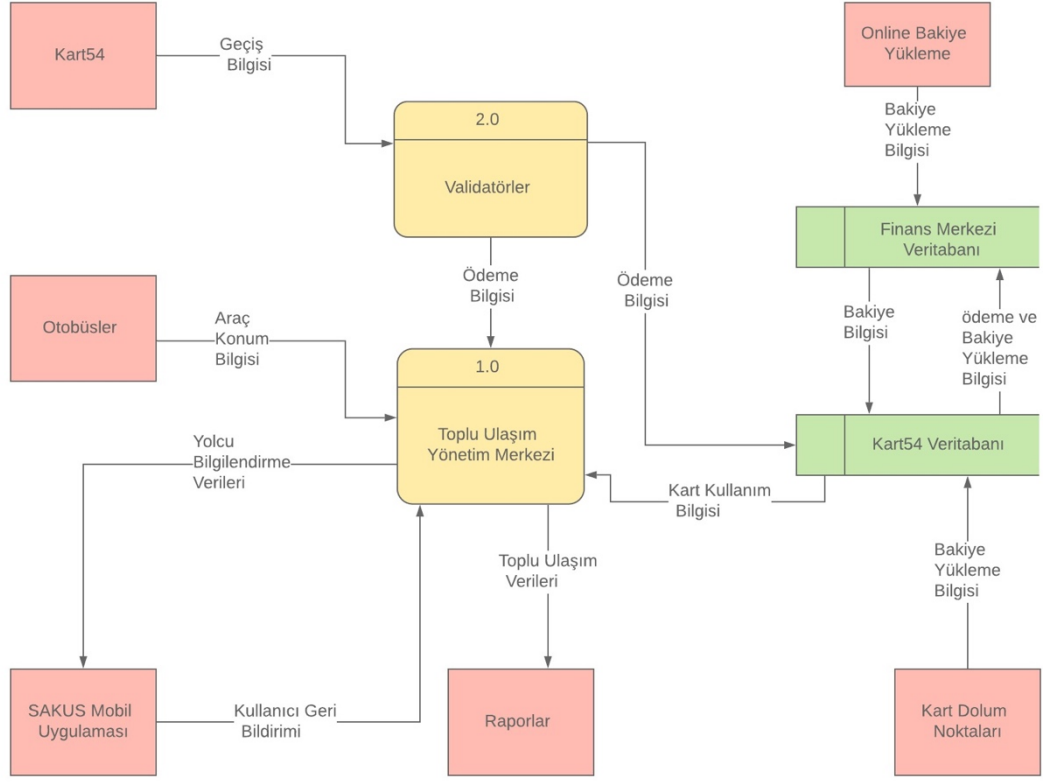 Kart54
Geçiş
Bilgisi
Online Bakiye
Yükleme
2.0
Validatörler
Bakiye
Yükleme
Bilgisi
Finans Merkezi
Veritabanı
Ödeme
Bilgisi
Ödeme
Bilgisi
Otobüsler
Araç
Konum
Bilgisi
Bakiye
Bilgisi
ödeme ve
Bakiye
Yükleme
Bilgisi
1.0
Toplu Ulaşım
Yönetim Merkezi
Kart54 Veritabanı
Yolcu
Bilgilendirme
Verileri
Kart Kullanım
Bilgisi
Toplu Ulaşım
Verileri
Bakiye
Yükleme
Bilgisi
SAKUS Mobil
Uygulaması
Kullanıcı Geri
Bildirimi
Raporlar
Kart Dolum
Noktaları